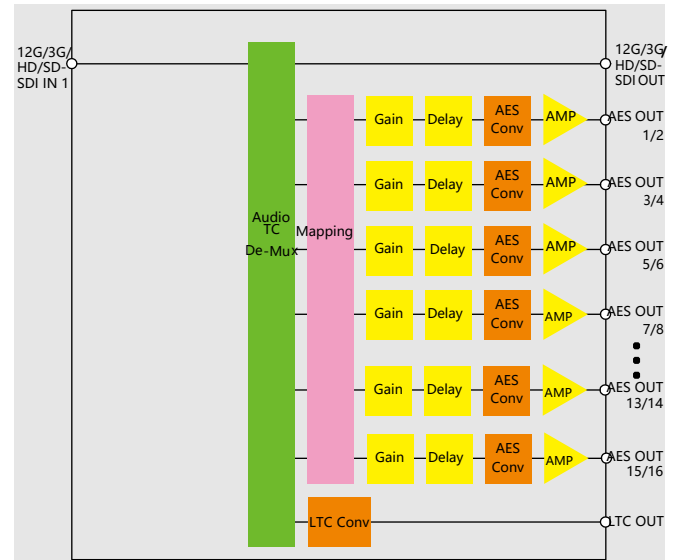 12G/3G/
HD/SD-
SDI IN 1
12G/3G/
HD/SD-
SDI OUT
Gain
Delay
AES
Conv
AMP
AES OUT
1/2
Gain
Delay
AES
Conv
AMP
AES OUT
3/4
Audio
TC
De-Mux
Mapping
Gain
Delay
AES
Conv
AMP
AES OUT
5/6
Gain
Delay
AES
Conv
AMP
AES OUT
7/8
Gain
Delay
AES
Conv
AMP
AES OUT
13/14
Gain
Delay
AES
Conv
AMP
AES OUT
15/16
LTC Conv
LTC OUT